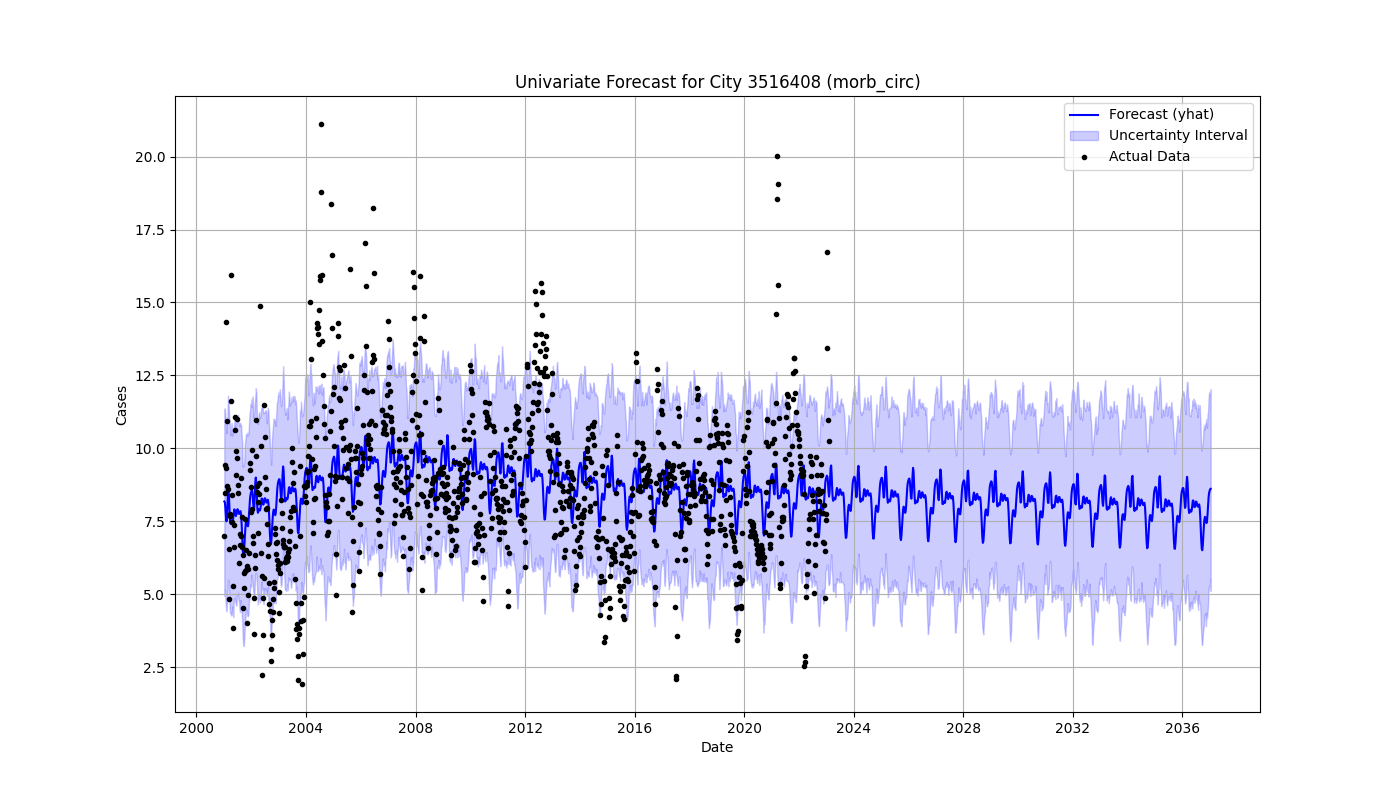 Univariate Forecast for City 3516408 (morb_circ)
Forecast (yhat)
Uncertainty Interval
Actual Data
Cases
20.0
17.5
15.0
12.5
10.0
7.5
5.0
2.5
2000 2004 2008 2012 2016 2020 2024 2028 2032 2036
Date